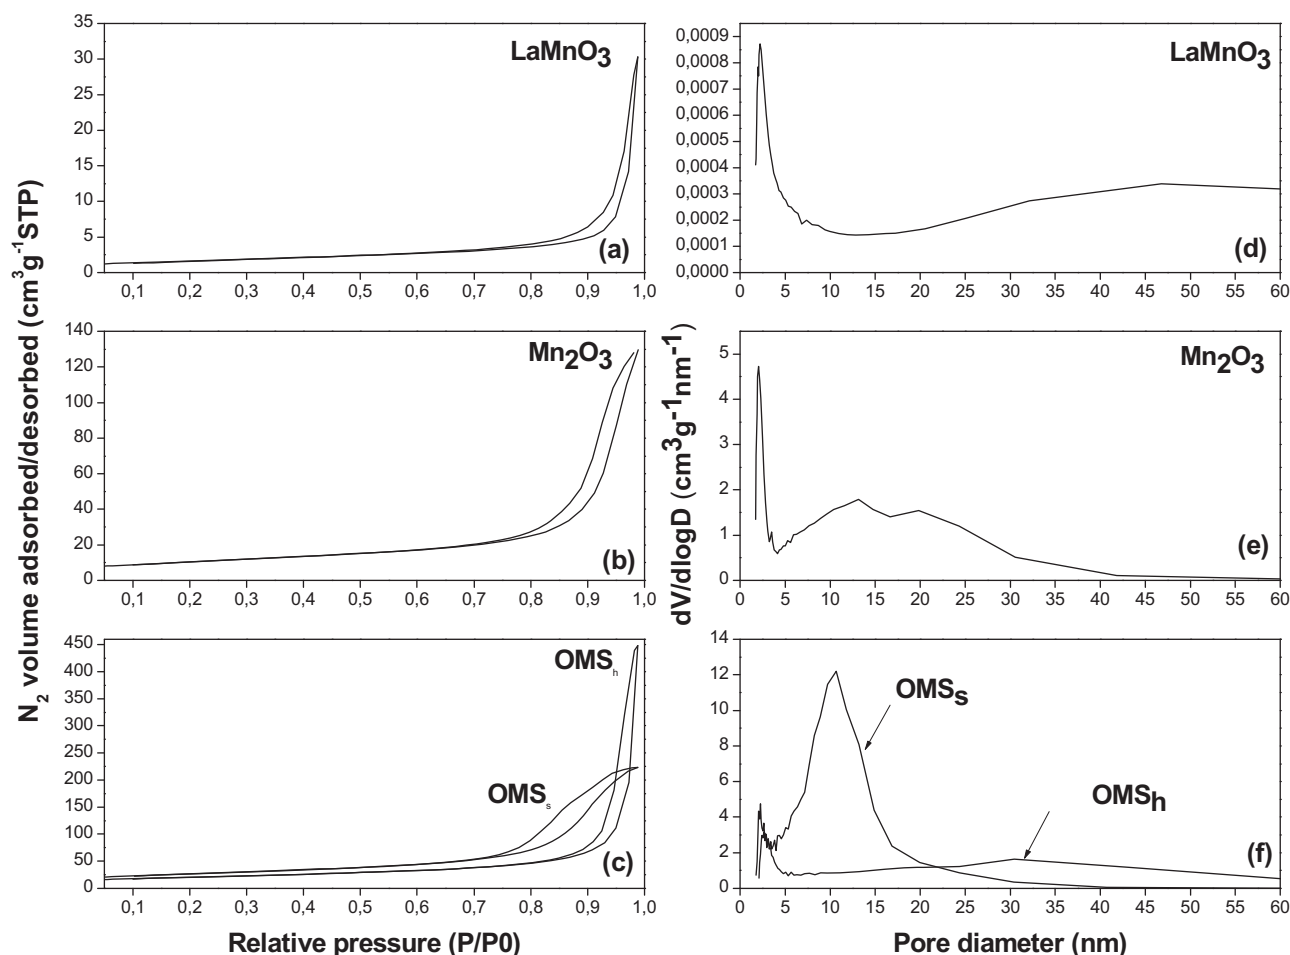 N2 volume adsorbed/desorbed (cm3g-1STP)
35
30
25
20
15
10
5
0
LaMnO3
(a)
0,1 0,2 0,3 0,4 0,5 0,6 0,7 0,8 0,9 1,0
140
120
100
80
60
40
20
0
Mn2O3
(b)
0,1 0,2 0,3 0,4 0,5 0,6 0,7 0,8 0,9 1,0
450
400
350
300
250
200
150
100
50
0
OMSh
OMSs
(c)
0,1 0,2 0,3 0,4 0,5 0,6 0,7 0,8 0,9 1,0
Relative pressure (P/P0)
dV/dlogD (cm3g-1nm-1)
0,0009
0,0008
0,0007
0,0006
0,0005
0,0004
0,0003
0,0002
0,0001
0,0000
LaMnO3
(d)
0 5 10 15 20 25 30 35 40 45 50 55 60
5
4
3
2
1
0
Mn2O3
(e)
0 5 10 15 20 25 30 35 40 45 50 55 60
14
12
10
8
6
4
2
0
OMSs
OMSh
(f)
0 5 10 15 20 25 30 35 40 45 50 55 60
Pore diameter (nm)